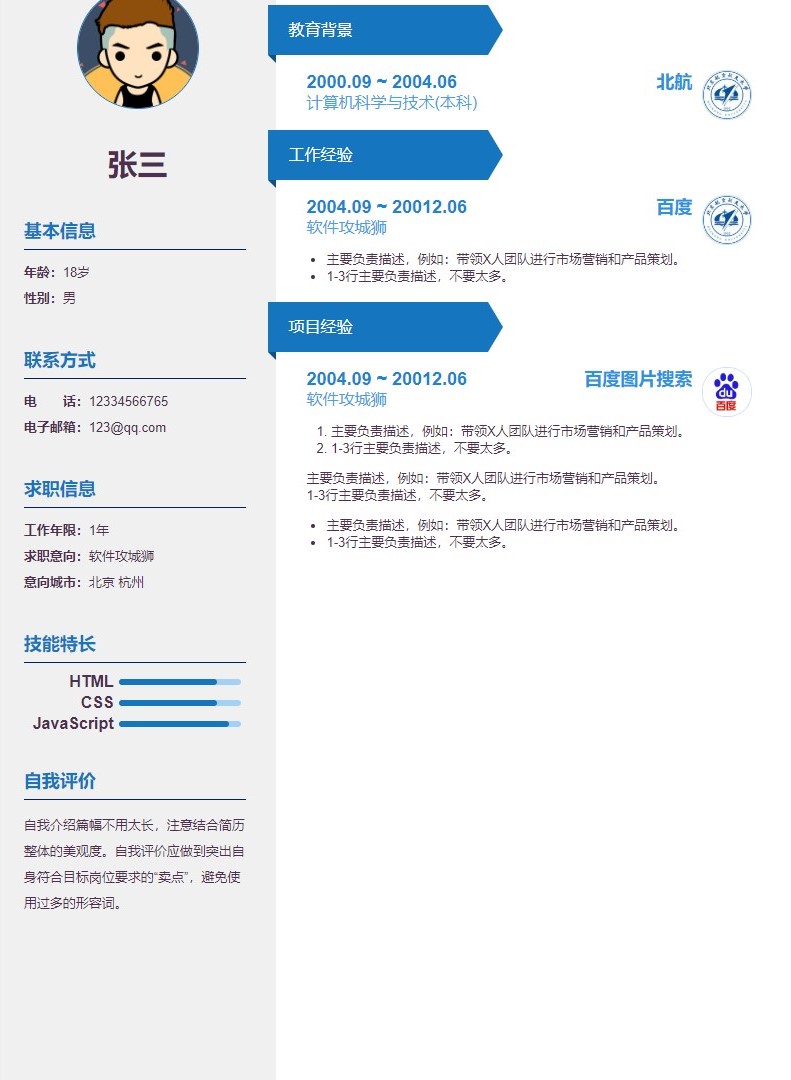 张三
基本信息
年龄：18岁
性别：男
联系方式
电　　话：12334566765
电子邮箱：123@qq.com
求职信息
工作年限：1年
求职意向：软件攻城狮
意向城市：北京 杭州
技能特长
HTML
CSS
JavaScript
自我评价
自我介绍篇幅不用太长，注意结合简历
整体的美观度。自我评价应做到突出自
身符合目标岗位要求的“卖点”，避免使
用过多的形容词。
教育背景
2000.09 ~ 2004.06 北航
计算机科学与技术(本科)
工作经验
2004.09 ~ 20012.06 百度
软件攻城狮
• 主要负责描述，例如：带领X人团队进行市场营销和产品策划。
• 1-3行主要负责描述，不要太多。
项目经验
2004.09 ~ 20012.06 百度图片搜索
du
百度
软件攻城狮
1. 主要负责描述，例如：带领X人团队进行市场营销和产品策划。
2. 1-3行主要负责描述，不要太多。
主要负责描述，例如：带领X人团队进行市场营销和产品策划。
1-3行主要负责描述，不要太多。
• 主要负责描述，例如：带领X人团队进行市场营销和产品策划。
• 1-3行主要负责描述，不要太多。